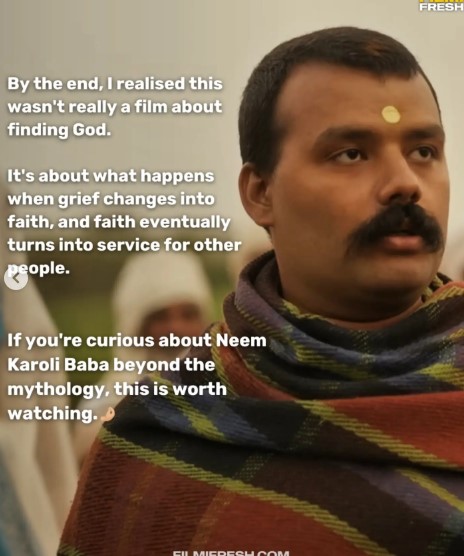 FRESH
By the end, I realised this
wasn't really a film about
finding God.
It's about what happens
when grief changes into
faith, and faith eventually
turns into service for other
people.
If you're curious about Neem
Karoli Baba beyond the
mythology, this is worth
watching.👌🏻
FILMIFRESH.COM